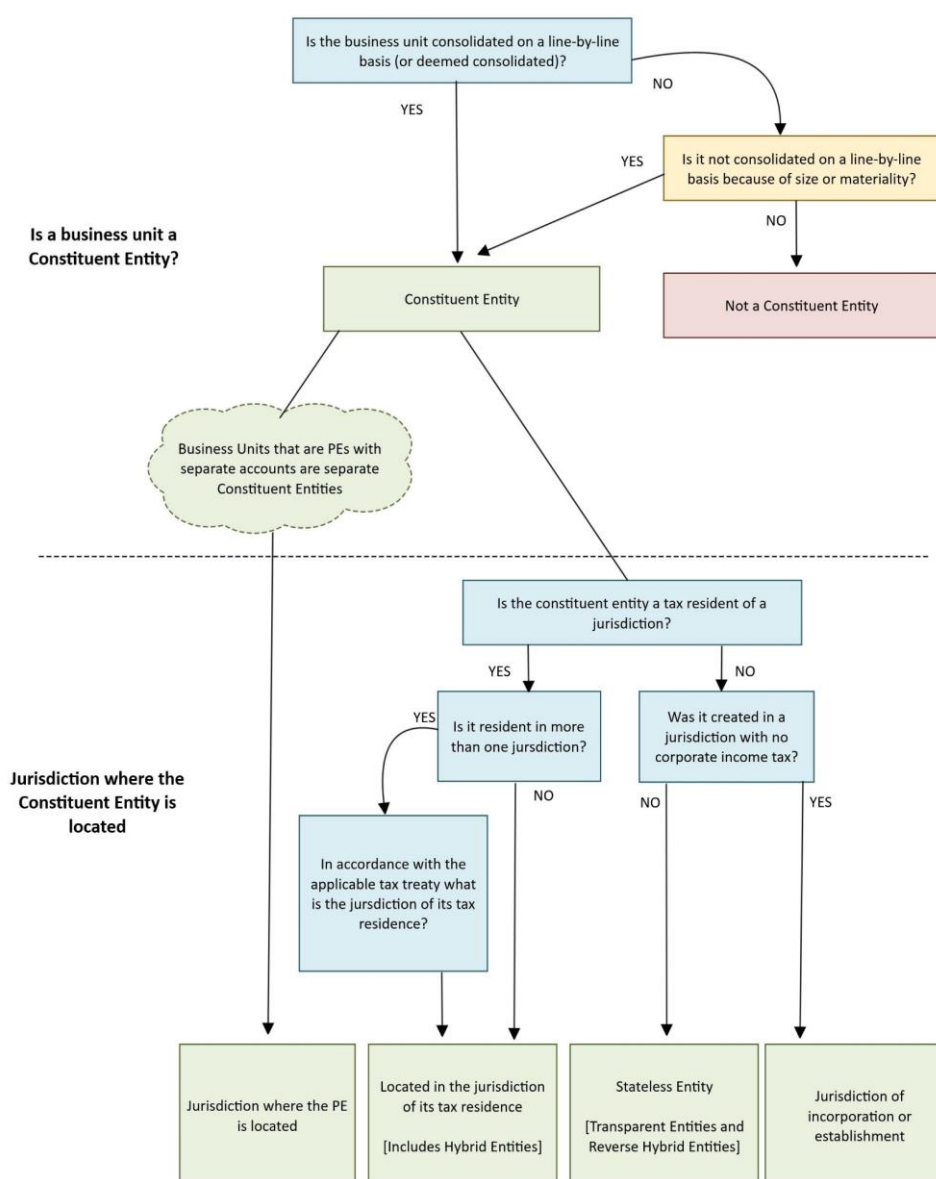 Is the business unit consolidated on a line-by-line
basis (or deemed consolidated)?
NO
YES
YES
Is it not consolidated on a line-by-line
basis because of size or materiality?
NO
Is a business unit a
Constituent Entity?
Constituent Entity
Not a Constituent Entity
Business Units that are PEs with
separate accounts are separate
Constituent Entities
Is the constituent entity a tax resident of a
jurisdiction?
YES
NO
YES
Is it resident in more
than one jursdiction?
Was it created in a
jurisdiction with no
corporate income tax?
Jurisdiction where the
Constituent Entity is
located
NO
NO
YES
In accordance with the
applicable tax treaty what
is the jursdiction of its tax
residence?
Jurisdiction where the PE
is located
Located in the jurisdiction
of its tax residence
[Includes Hybrid Entities]
Stateless Entity
[Transparent Entities and
Reverse Hybrid Entities]
Jurisdiction of
incorporation or
establishment